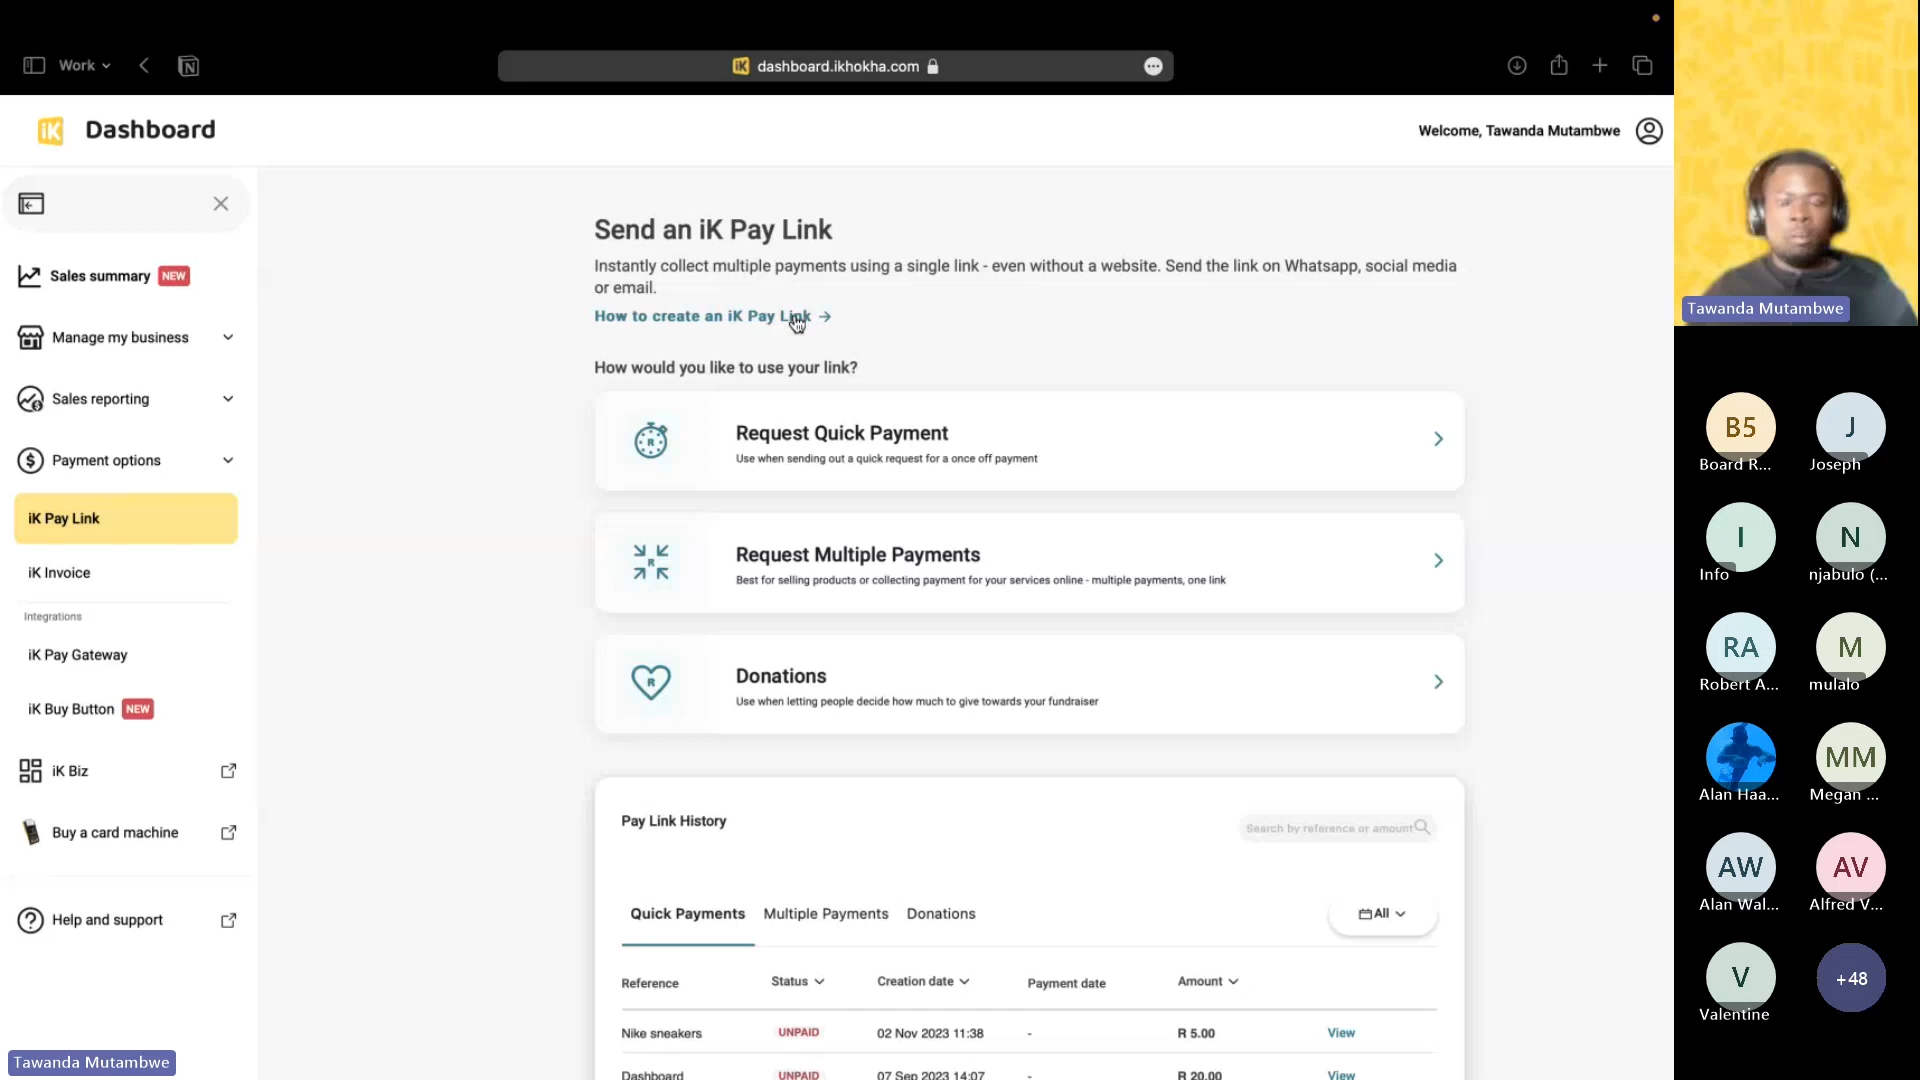 Work
iK dashboard.ikhokha.com
iK Dashboard
Welcome, Tawanda Mutambwe
Sales summary NEW
Manage my business
Sales reporting
Payment options
iK Pay Link
iK Invoice
Integrations
iK Pay Gateway
iK Buy Button NEW
iK Biz
Buy a card machine
Help and support
Tawanda Mutambwe
Send an iK Pay Link
Instantly collect multiple payments using a single link - even without a website. Send the link on Whatsapp, social media
or email.
How to create an iK Pay Link →
How would you like to use your link?
R
Request Quick Payment
Use when sending out a quick request for a once off payment
R
Request Multiple Payments
Best for selling products or collecting payment for your services online - multiple payments, one link
R
Donations
Use when letting people decide how much to give towards your fundraiser
Pay Link History
Search by reference or amount
Quick Payments Multiple Payments Donations
All
Reference Status Creation date Payment date Amount
Nike sneakers UNPAID 02 Nov 2023 11:38 - R 5.00 View
Dashboard UNPAID 07 Sep 2023 14:07 - R 20.00 View
Tawanda Mutambwe
B5 J
Board R... Joseph
I N
Info njabulo (...
RA M
Robert A... mulalo
MM
Alan Haa... Megan ...
AW AV
Alan Wal... Alfred V...
V +48
Valentine